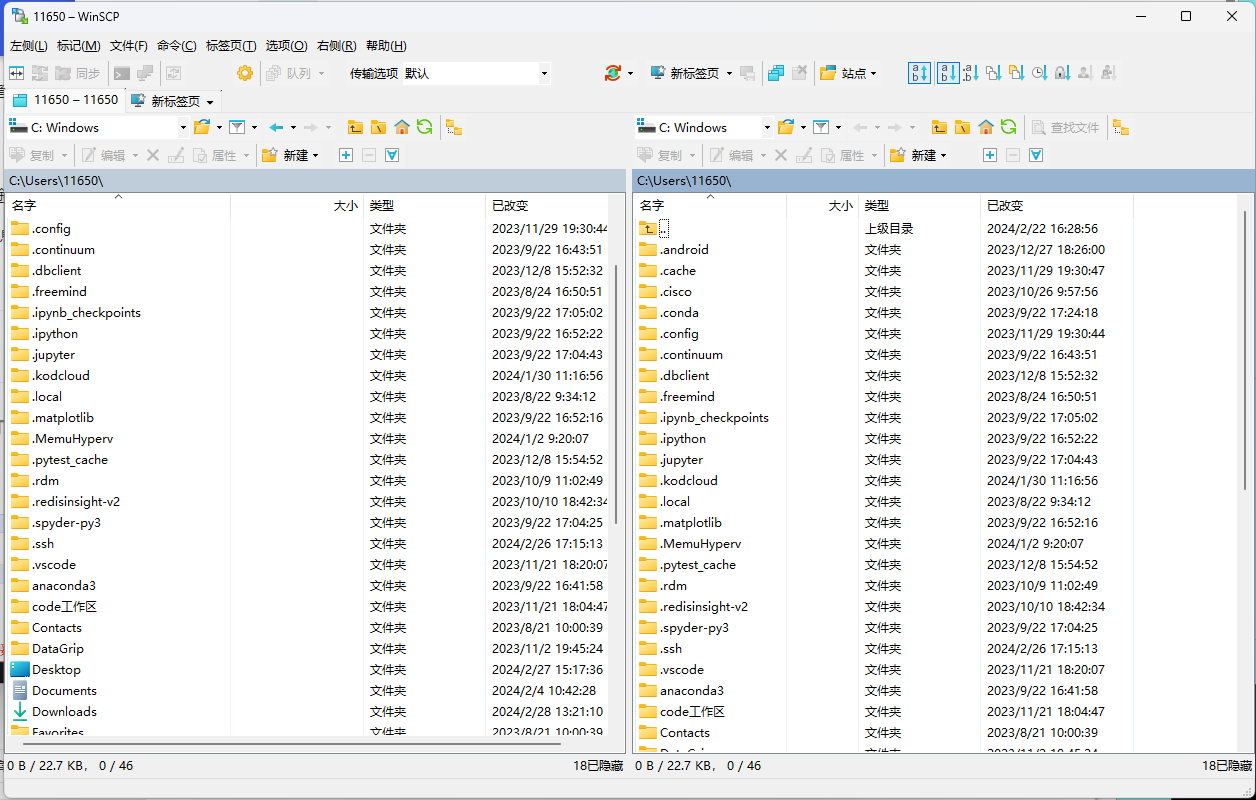 11650 – WinSCP
左侧(L) 标记(M) 文件(F) 命令(C) 标签页(T) 选项(O) 右侧(R) 帮助(H)
同步 队列 传输选项 默认 新标签页 站点
11650 – 11650 新标签页
C: Windows C: Windows 查找文件
复制 编辑 属性 新建 复制 编辑 属性 新建
C:\Users\11650\ C:\Users\11650\
名字 大小 类型 已改变 名字 大小 类型 已改变
.config 文件夹 2023/11/29 19:30:44 .. 上级目录 2024/2/22 16:28:56
.continuum 文件夹 2023/9/22 16:43:51 .android 文件夹 2023/12/27 18:26:00
.dbclient 文件夹 2023/12/8 15:52:32 .cache 文件夹 2023/11/29 19:30:47
.freemind 文件夹 2023/8/24 16:50:51 .cisco 文件夹 2023/10/26 9:57:56
.ipynb_checkpoints 文件夹 2023/9/22 17:05:02 .conda 文件夹 2023/9/22 17:24:18
.ipython 文件夹 2023/9/22 16:52:22 .config 文件夹 2023/11/29 19:30:44
.jupyter 文件夹 2023/9/22 17:04:43 .continuum 文件夹 2023/9/22 16:43:51
.kodcloud 文件夹 2024/1/30 11:16:56 .dbclient 文件夹 2023/12/8 15:52:32
.local 文件夹 2023/8/22 9:34:12 .freemind 文件夹 2023/8/24 16:50:51
.matplotlib 文件夹 2023/9/22 16:52:16 .ipynb_checkpoints 文件夹 2023/9/22 17:05:02
.MemuHyperv 文件夹 2024/1/2 9:20:07 .ipython 文件夹 2023/9/22 16:52:22
.pytest_cache 文件夹 2023/12/8 15:54:52 .jupyter 文件夹 2023/9/22 17:04:43
.rdm 文件夹 2023/10/9 11:02:49 .kodcloud 文件夹 2024/1/30 11:16:56
.redisinsight-v2 文件夹 2023/10/10 18:42:34 .local 文件夹 2023/8/22 9:34:12
.spyder-py3 文件夹 2023/9/22 17:04:25 .matplotlib 文件夹 2023/9/22 16:52:16
.ssh 文件夹 2024/2/26 17:15:13 .MemuHyperv 文件夹 2024/1/2 9:20:07
.vscode 文件夹 2023/11/21 18:20:07 .pytest_cache 文件夹 2023/12/8 15:54:52
anaconda3 文件夹 2023/9/22 16:41:58 .rdm 文件夹 2023/10/9 11:02:49
code工作区 文件夹 2023/11/21 18:04:47 .redisinsight-v2 文件夹 2023/10/10 18:42:34
Contacts 文件夹 2023/8/21 10:00:39 .spyder-py3 文件夹 2023/9/22 17:04:25
DataGrip 文件夹 2023/11/2 19:45:24 .ssh 文件夹 2024/2/26 17:15:13
Desktop 文件夹 2024/2/27 15:17:36 .vscode 文件夹 2023/11/21 18:20:07
Documents 文件夹 2024/2/4 10:42:28 anaconda3 文件夹 2023/9/22 16:41:58
Downloads 文件夹 2024/2/28 13:21:10 code工作区 文件夹 2023/11/21 18:04:47
Favorites 文件夹 2023/8/21 10:00:39 Contacts 文件夹 2023/8/21 10:00:39
0 B / 22.7 KB, 0 / 46 18已隐藏 0 B / 22.7 KB, 0 / 46 18已隐藏